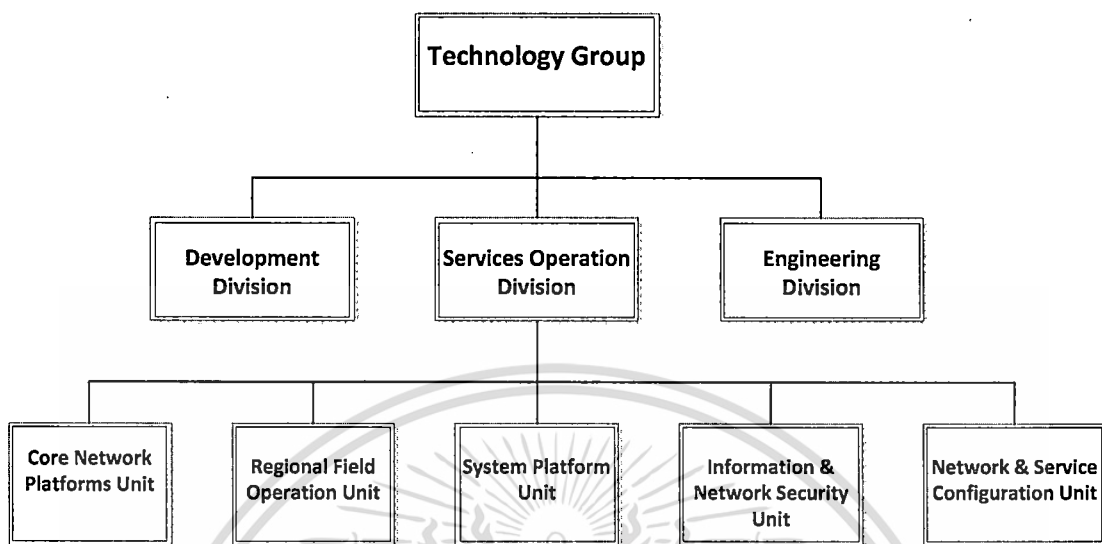 Technology Group
Development
Division
Services Operation
Division
Engineering
Division
Core Network
Platforms Unit
Regional Field
Operation Unit
System Platform
Unit
Information &
Network Security
Unit
Network & Service
Configuration Unit